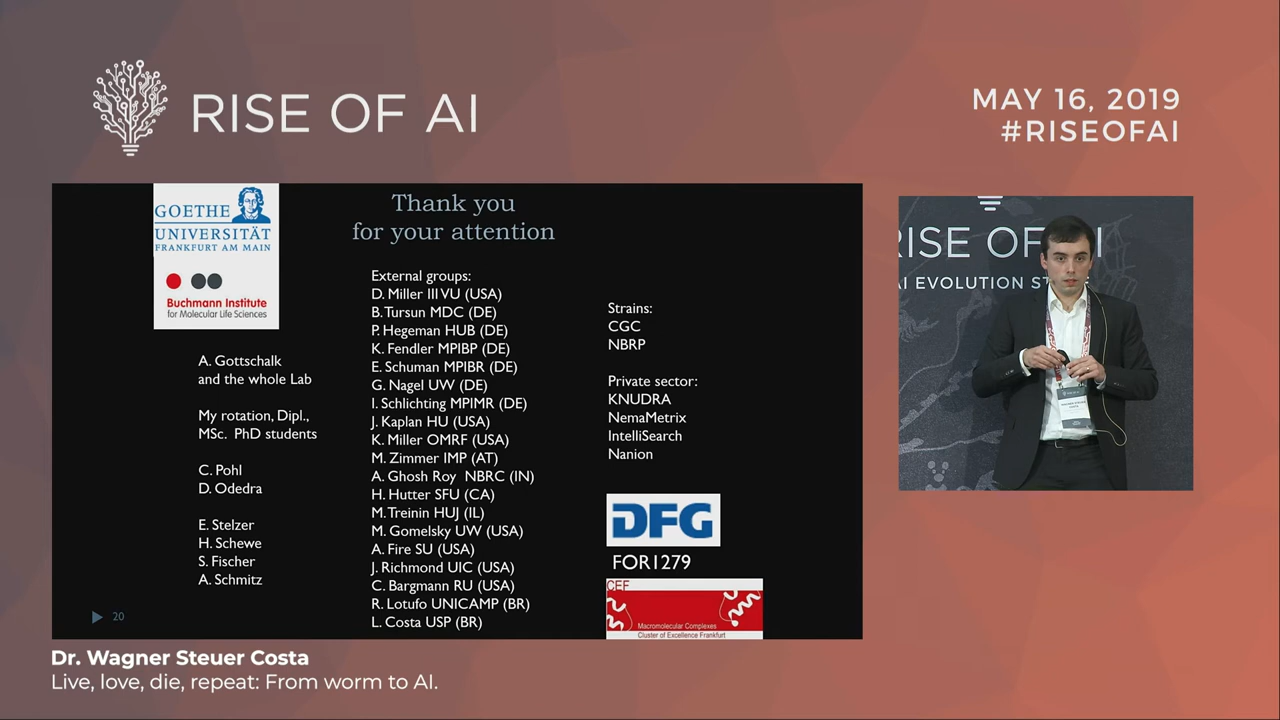 RISE OF AI
MAY 16, 2019
#RISEOFAI
GOETHE
UNIVERSITÄT
FRANKFURT AM MAIN
Buchmann Institute
for Molecular Life Sciences
A. Gottschalk
and the whole Lab
My rotation, Dipl.,
MSc. PhD students
C. Pohl
D. Odedra
E. Stelzer
H. Schewe
S. Fischer
A. Schmitz
20
Thank you
for your attention
External groups:
D. Miller III VU (USA)
B. Tursun MDC (DE)
P. Hegeman HUB (DE)
K. Fendler MPIBP (DE)
E. Schuman MPIBR (DE)
G. Nagel UW (DE)
I. Schlichting MPIMR (DE)
J. Kaplan HU (USA)
K. Miller OMRF (USA)
M. Zimmer IMP (AT)
A. Ghosh Roy NBRC (IN)
H. Hutter SFU (CA)
M. Treinin HUJ (IL)
M. Gomelsky UW (USA)
A. Fire SU (USA)
J. Richmond UIC (USA)
C. Bargmann RU (USA)
R. Lotufo UNICAMP (BR)
L. Costa USP (BR)
Strains:
CGC
NBRP
Private sector:
KNUDRA
NemaMetrix
IntelliSearch
Nanion
DFG
FOR1279
CEF
Macromolecular Complexes
Cluster of Excellence Frankfurt
RISE OF AI
AI EVOLUTION ST
Dr. Wagner Steuer Costa
Live, love, die, repeat: From worm to AI.